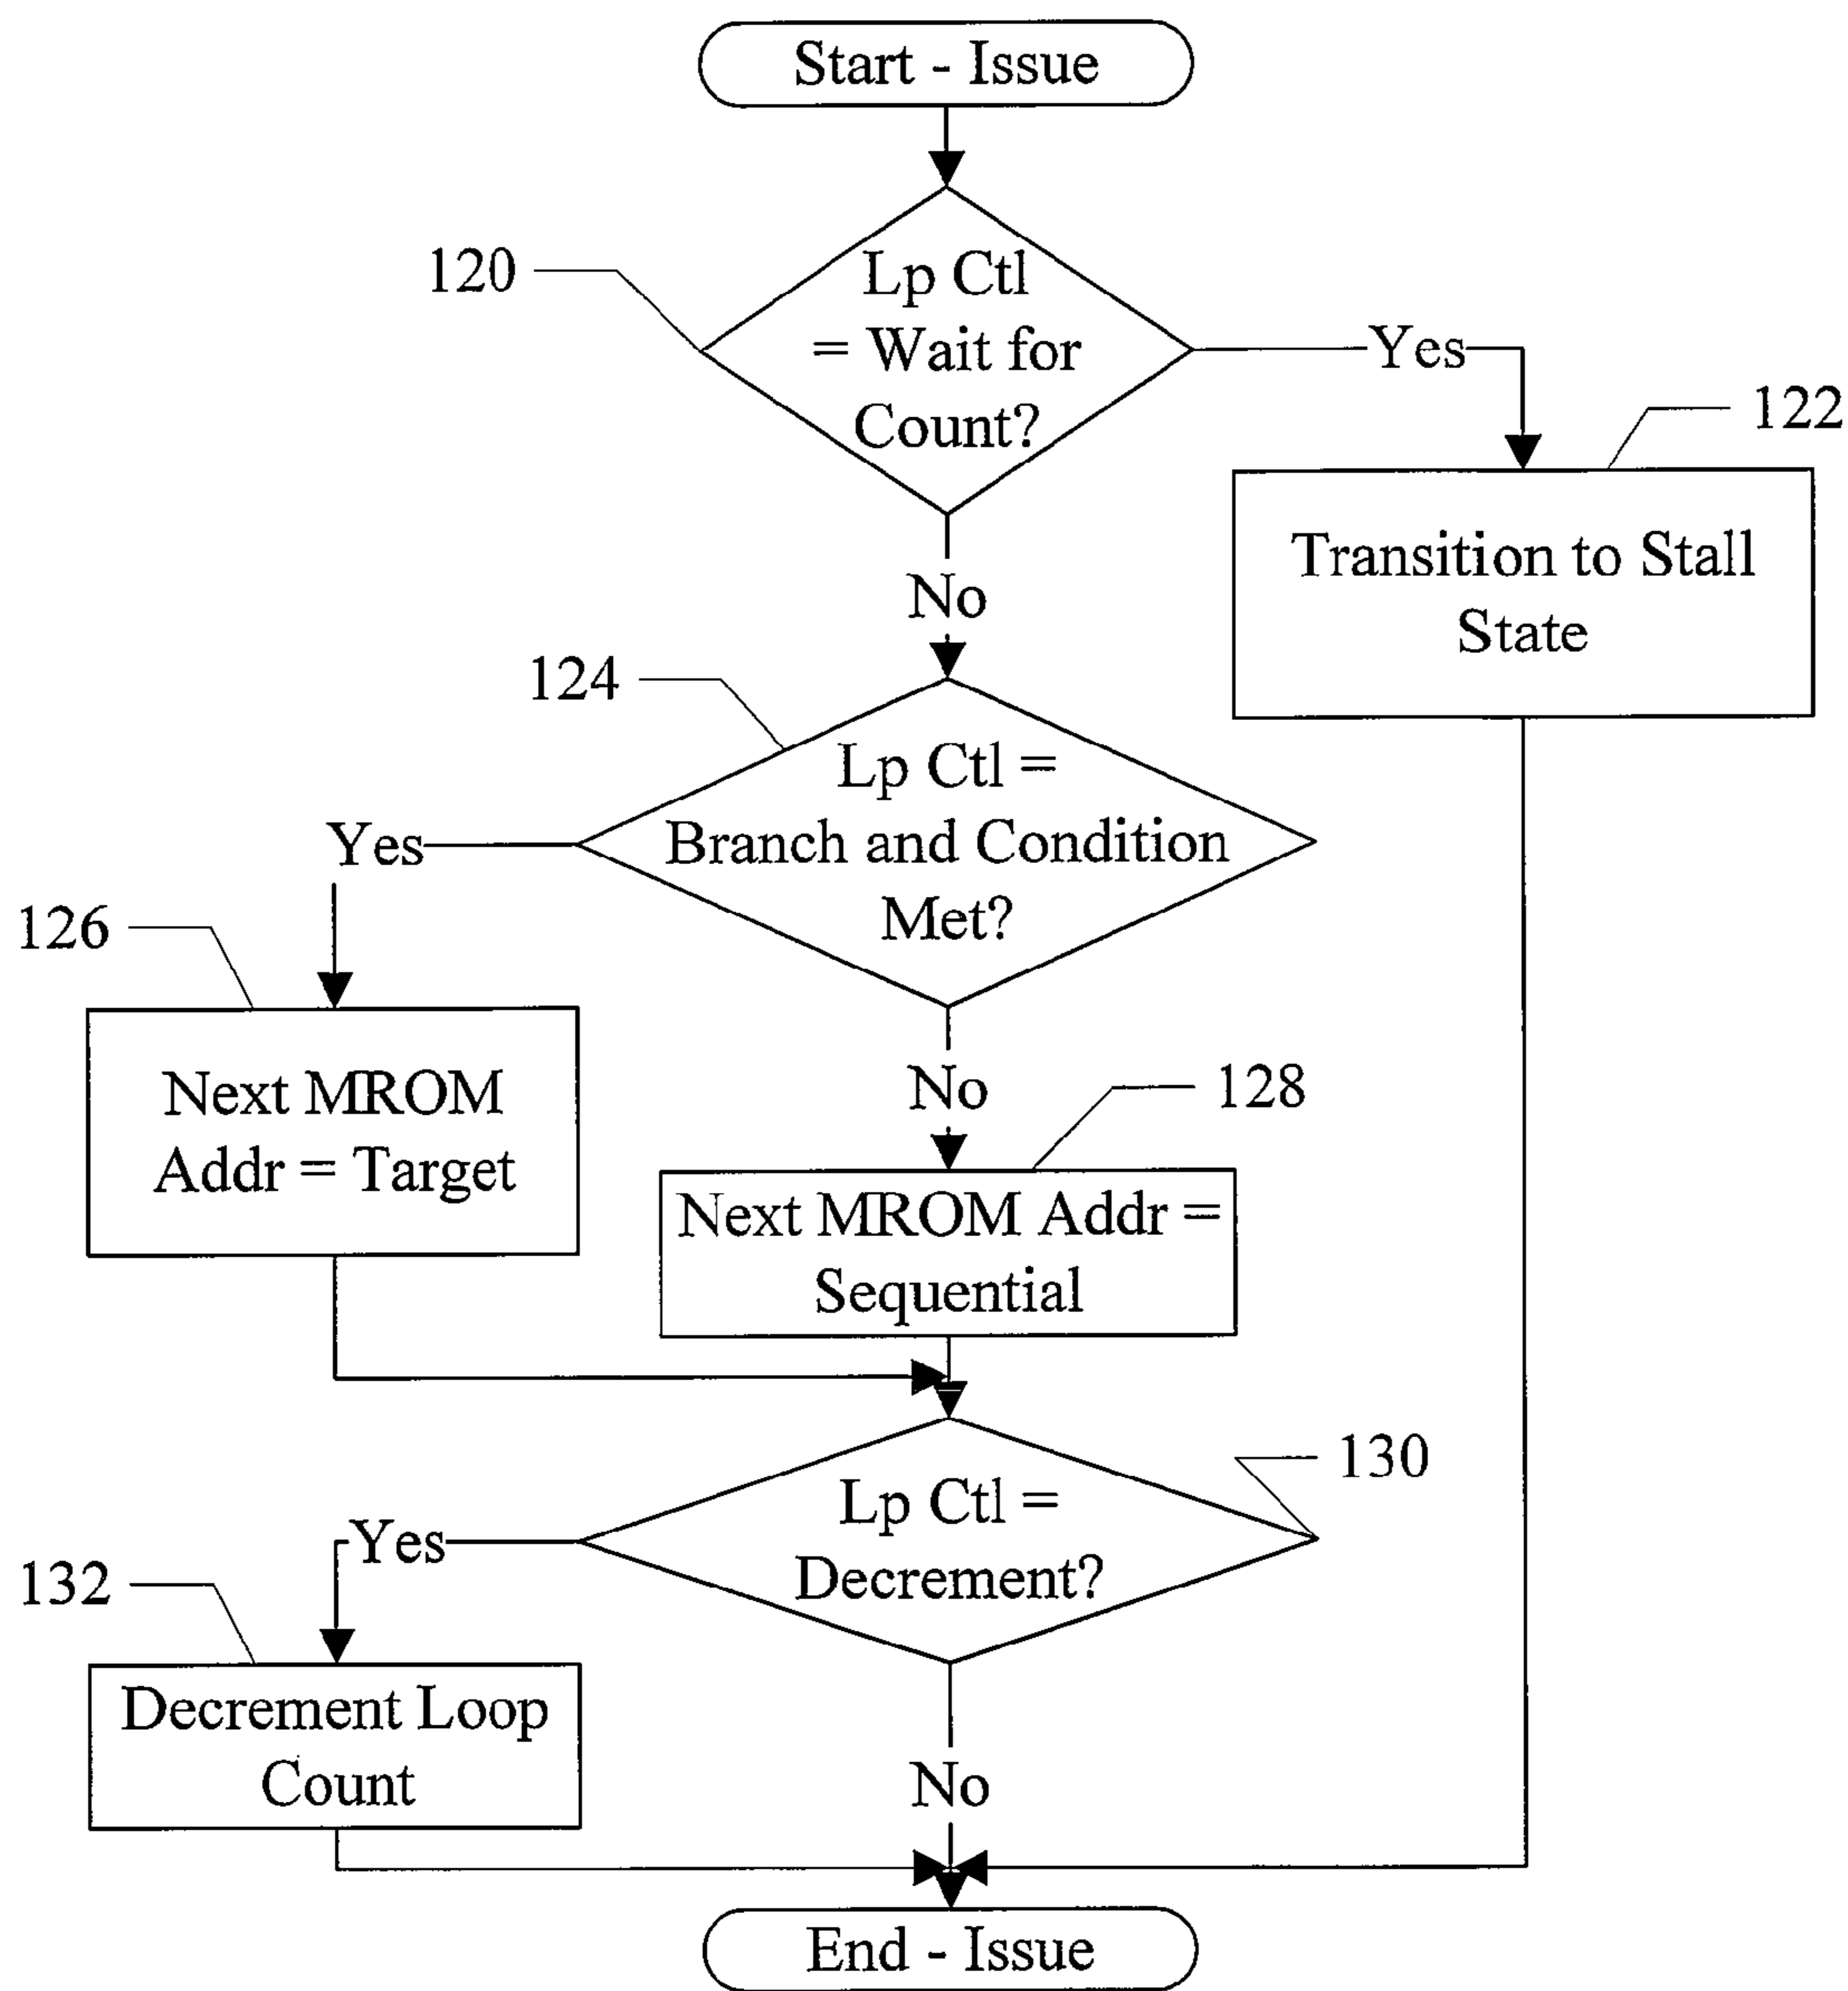 Start - Issue
120
Lp Ctl
= Wait for
Count?
Yes
122
Transition to Stall
State
No
124
Lp Ctl =
Branch and Condition
Met?
Yes
126
Next MROM
Addr = Target
No
128
Next MROM Addr =
Sequential
130
Lp Ctl =
Decrement?
Yes
132
Decrement Loop
Count
No
End - Issue